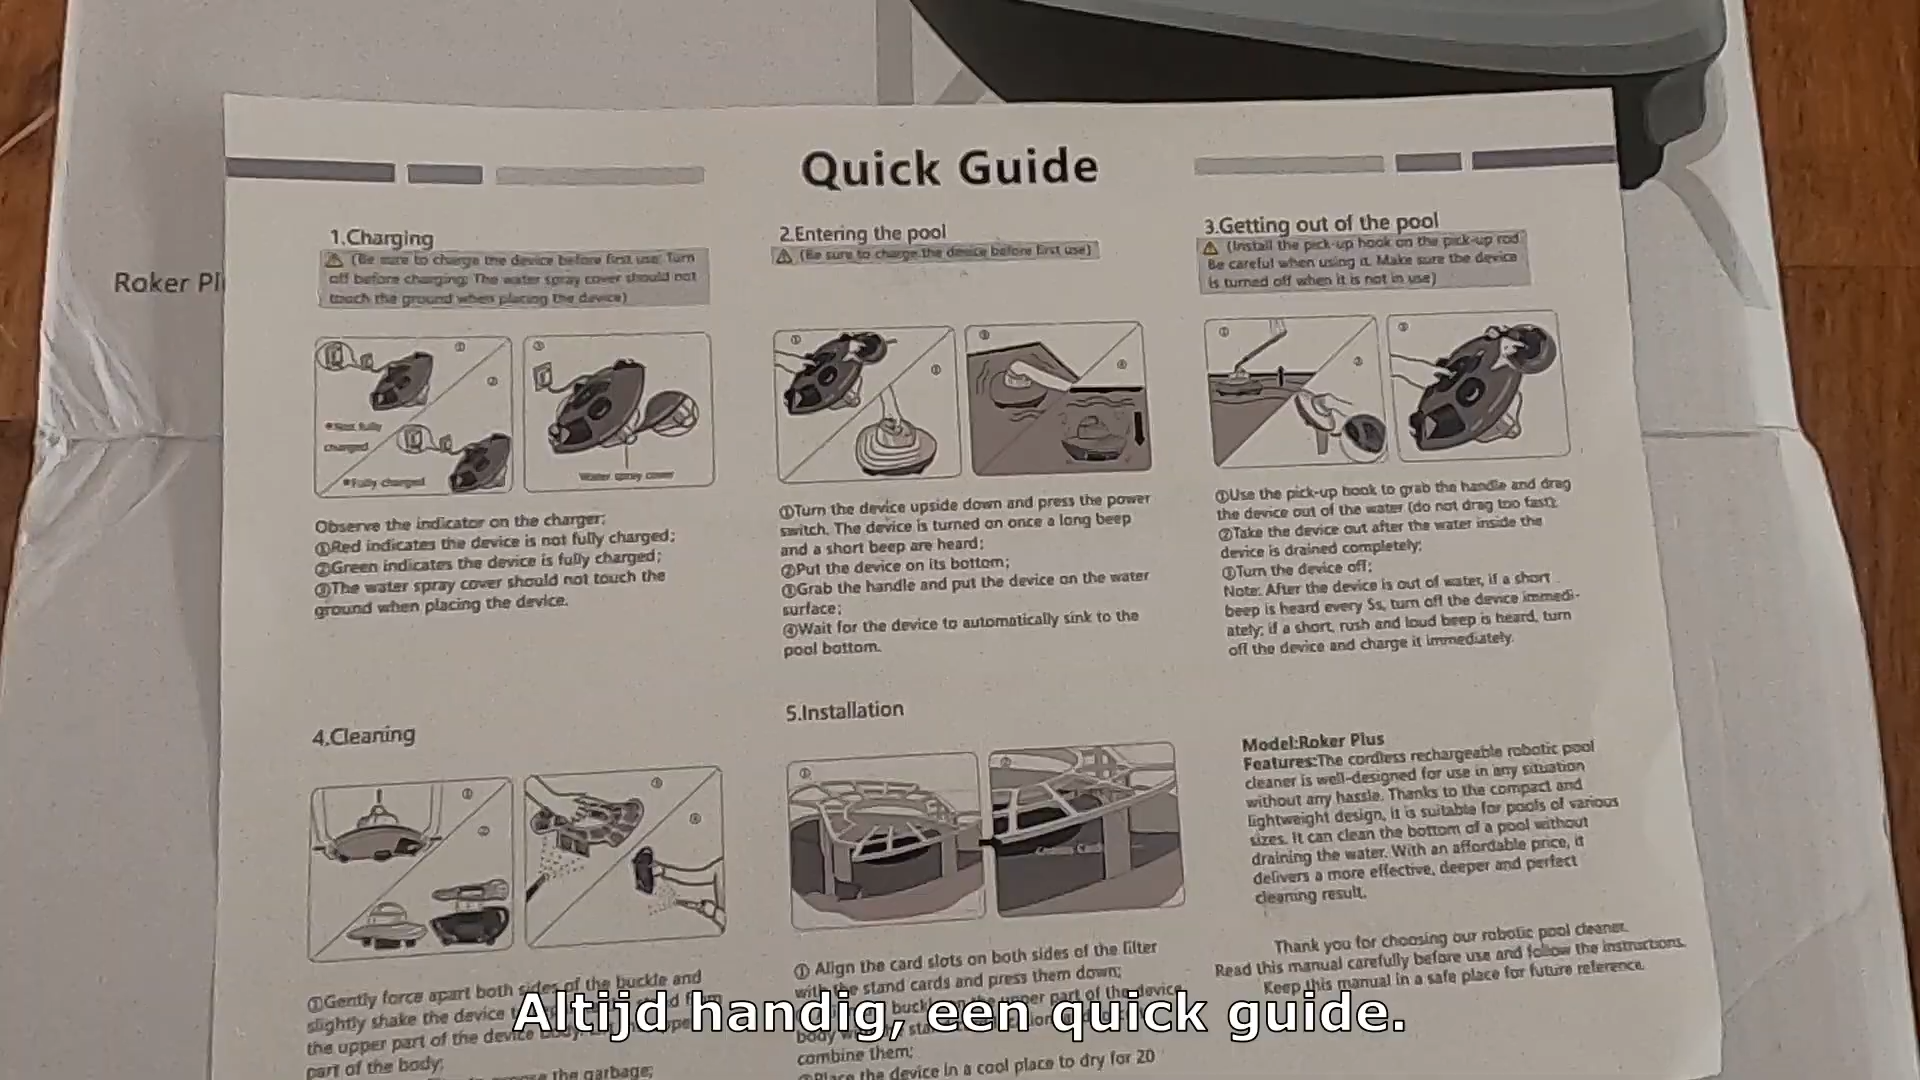 Quick Guide
Roker Pl
1.Charging
(Be sure to charge the device before first use. Turn
off before charging; The water spray cover should not
touch the ground when placing the device)
①
②
③
Not fully
charged
Fully charged
Water spray cover
Observe the indicator on the charger;
①Red indicates the device is not fully charged;
②Green indicates the device is fully charged;
③The water spray cover should not touch the
ground when placing the device.
2.Entering the pool
(Be sure to charge the device before first use)
①Turn the device upside down and press the power
switch. The device is turned on once a long beep
and a short beep are heard;
②Put the device on its bottom;
③Grab the handle and put the device on the water
surface;
④Wait for the device to automatically sink to the
pool bottom.
3.Getting out of the pool
(Install the pick-up hook on the pick-up rod
Be careful when using it. Make sure the device
is turned off when it is not in use)
①Use the pick-up hook to grab the handle and drag
the device out of the water (do not drag too fast);
②Take the device out after the water inside the
device is drained completely;
③Turn the device off;
Note: After the device is out of water, if a short
beep is heard every 5s, turn off the device immedi-
ately; if a short, rush and loud beep is heard, turn
off the device and charge it immediately.
4.Cleaning
①Gently force apart both sides of the buckle and
slightly shake the device
the upper part of the device body.
part of the body;
the garbage;
5.Installation
① Align the card slots on both sides of the filter
with the stand cards and press them down;
upper part of the device
body
combine them;
Place the device in a cool place to dry for 20
Model:Roker Plus
Features:The cordless rechargeable robotic pool
cleaner is well-designed for use in any situation
without any hassle. Thanks to the compact and
lightweight design, it is suitable for pools of various
sizes. It can clean the bottom of a pool without
draining the water. With an affordable price, it
delivers a more effective, deeper and perfect
cleaning result.
Thank you for choosing our robotic pool cleaner.
Read this manual carefully before use and follow the instructions.
Keep this manual in a safe place for future reference.
Altijd handig, een quick guide.